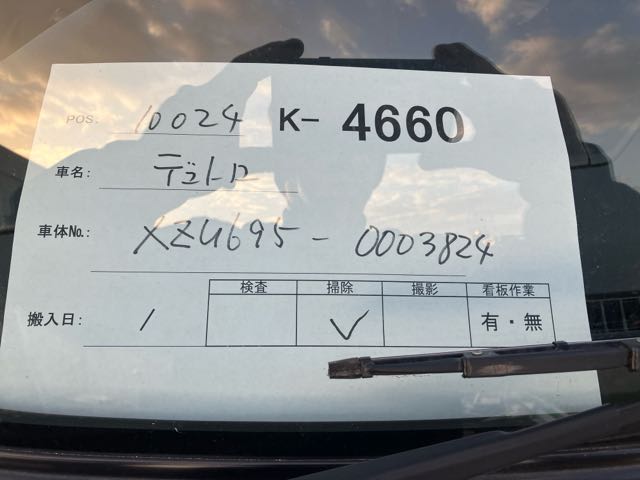 POS. 10024 K- 4660
車名: デュトロ
車体No.: XZU695-0003824
検査 掃除 撮影 看板作業
搬入日: / ✓ 有・無